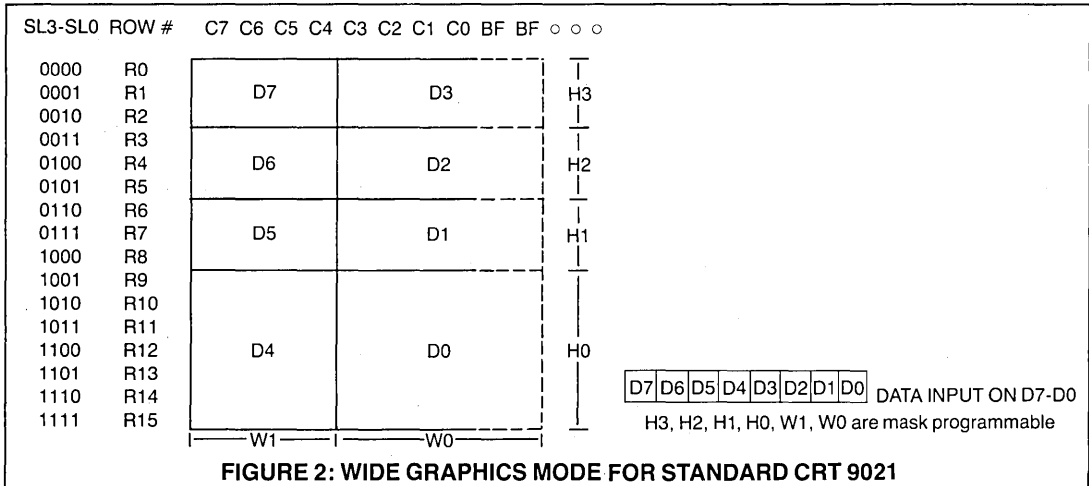 SL3-SL0 ROW # C7 C6 C5 C4 C3 C2 C1 C0 BF BF ○ ○ ○
0000 R0
0001 R1 D7 D3 H3
0010 R2
0011 R3
0100 R4 D6 D2 H2
0101 R5
0110 R6
0111 R7 D5 D1 H1
1000 R8
1001 R9
1010 R10
1011 R11
1100 R12 D4 D0 H0
1101 R13
1110 R14
1111 R15
W1 W0
D7 D6 D5 D4 D3 D2 D1 D0 DATA INPUT ON D7-D0
H3, H2, H1, H0, W1, W0 are mask programmable
FIGURE 2: WIDE GRAPHICS MODE FOR STANDARD CRT 9021